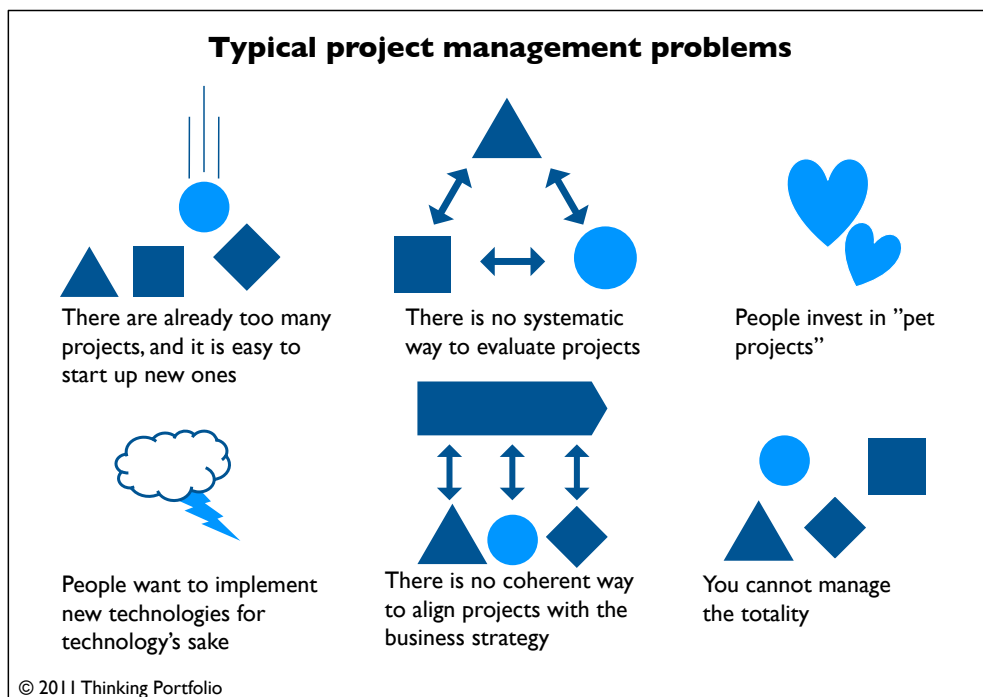 Typical project management problems
There are already too many
projects, and it is easy to
start up new ones
There is no systematic
way to evaluate projects
People invest in ”pet
projects”
People want to implement
new technologies for
technology’s sake
There is no coherent way
to align projects with the
business strategy
You cannot manage
the totality
© 2011 Thinking Portfolio